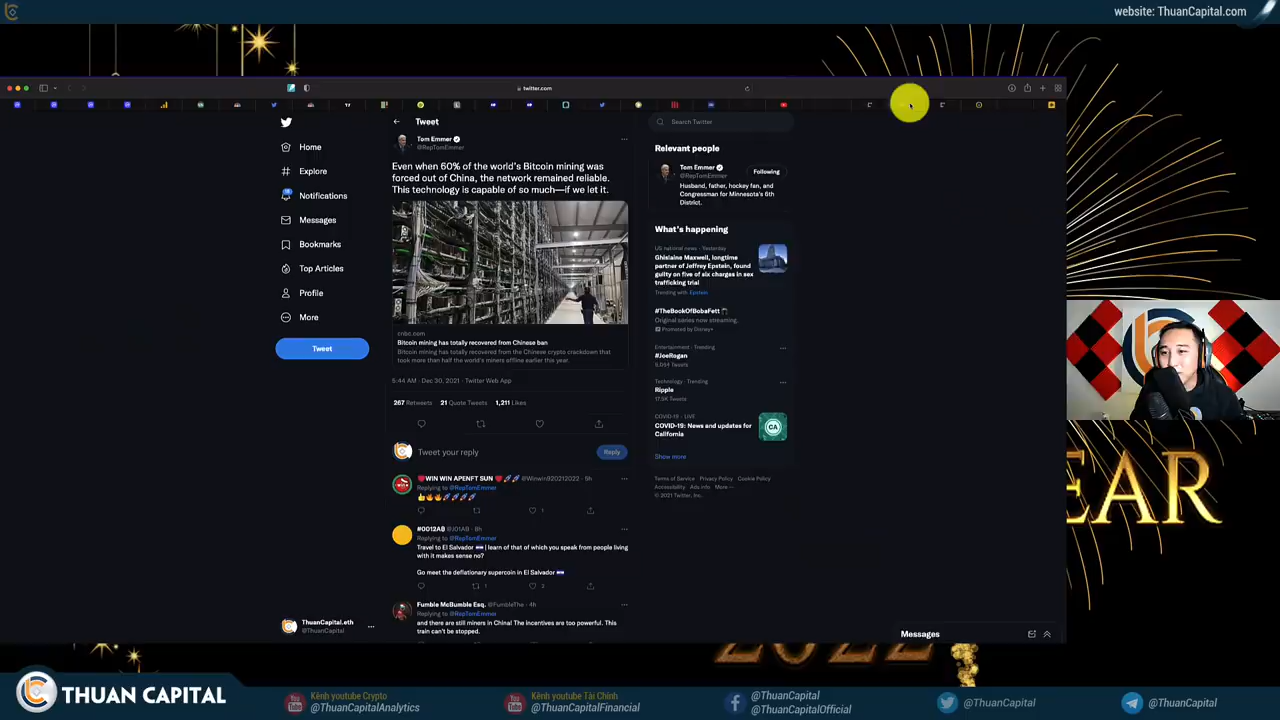 website: ThuanCapital.com
twitter.com
Home
Explore
Notifications
Messages
Bookmarks
Top Articles
Profile
More
Tweet
ThuanCapital.eth
@ThuanCapital
Tweet
Tom Emmer
@RepTomEmmer
Even when 60% of the world's Bitcoin mining was
forced out of China, the network remained reliable.
This technology is capable of so much—if we let it.
cnbc.com
Bitcoin mining has totally recovered from Chinese ban
Bitcoin mining has totally recovered from the Chinese crypto crackdown that
took more than half the world's miners offline earlier this year.
5:44 AM · Dec 30, 2021 · Twitter Web App
267 Retweets 21 Quote Tweets 1,211 Likes
Tweet your reply
Reply
WIN WIN APENFT SUN @Winwin920212022 · 5h
Replying to @RepTomEmmer
1
#0012AB @J01AB · 8h
Replying to @RepTomEmmer
Travel to El Salvador | learn of that of which you speak from people living
with it makes sense no?
Go meet the deflationary supercoin in El Salvador
1 3
Fumble McBumble Esq. @FumbleThe · 4h
Replying to @RepTomEmmer
and there are still miners in China! The incentives are too powerful. This
train can't be stopped.
Search Twitter
Relevant people
Tom Emmer
@RepTomEmmer
Following
Husband, father, hockey fan, and
Congressman for Minnesota's 6th
District.
What's happening
US national news · Yesterday
Ghislaine Maxwell, longtime
partner of Jeffrey Epstein, found
guilty on five of six charges in sex
trafficking trial
Trending with Epstein
#TheBookOfBobaFett
Original series now streaming.
Promoted by Disney+
Entertainment · Trending
#JoeRogan
5,044 Tweets
Technology · Trending
Ripple
17.5K Tweets
COVID-19 · LIVE
COVID-19: News and updates for
California
Show more
Terms of Service Privacy Policy Cookie Policy
Accessibility Ads info More
© 2021 Twitter, Inc.
Messages
EAR
2022
THUAN CAPITAL
Kênh youtube Crypto
@ThuanCapitalAnalytics
Kênh youtube Tài Chính
@ThuanCapitalFinancial
@ThuanCapital
@ThuanCapitalOfficial
@ThuanCapital
@ThuanCapital